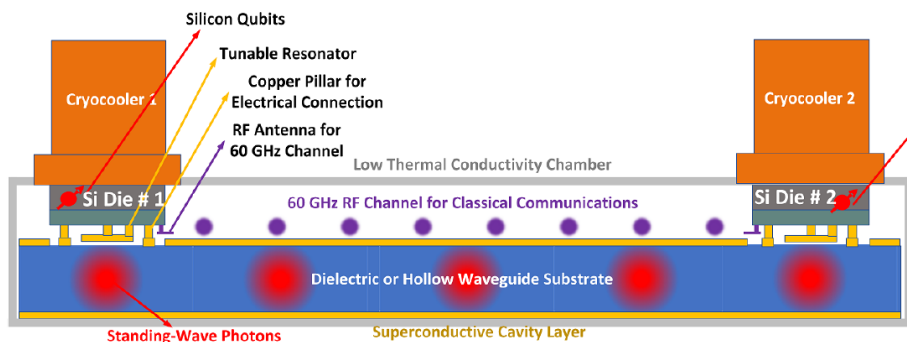 Silicon Qubits
Tunable Resonator
Copper Pillar for
Electrical Connection
RF Antenna for
60 GHz Channel
Cryocooler 1
Cryocooler 2
Low Thermal Conductivity Chamber
Si Die # 1
60 GHz RF Channel for Classical Communications
Si Die # 2
Dielectric or Hollow Waveguide Substrate
Standing-Wave Photons
Superconductive Cavity Layer